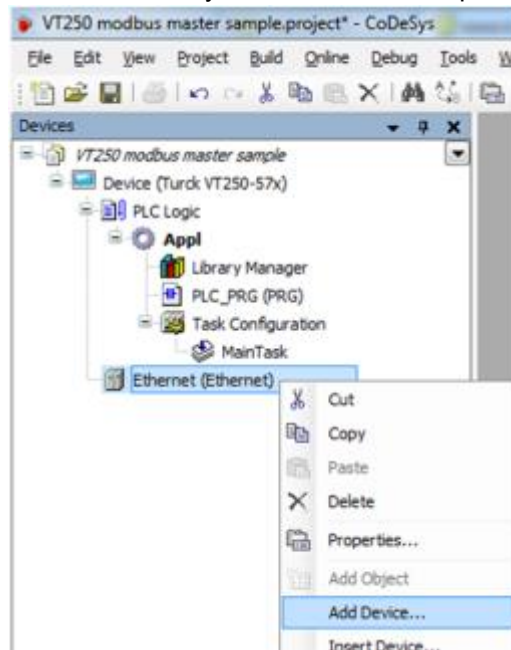 VT250 modbus master sample.project* - CoDeSys
File Edit View Project Build Online Debug Tools
Devices
VT250 modbus master sample
Device (Turck VT250-57x)
PLC Logic
Appl
Library Manager
PLC_PRG (PRG)
Task Configuration
MainTask
Ethernet (Ethernet)
Cut
Copy
Paste
Delete
Properties...
Add Object
Add Device...
Insert Device...